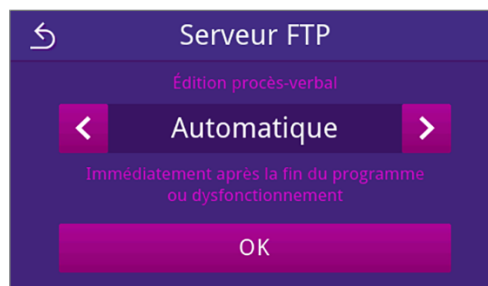 Serveur FTP
Édition procès-verbal
Automatique
Immédiatement après la fin du programme
ou dysfonctionnement
OK